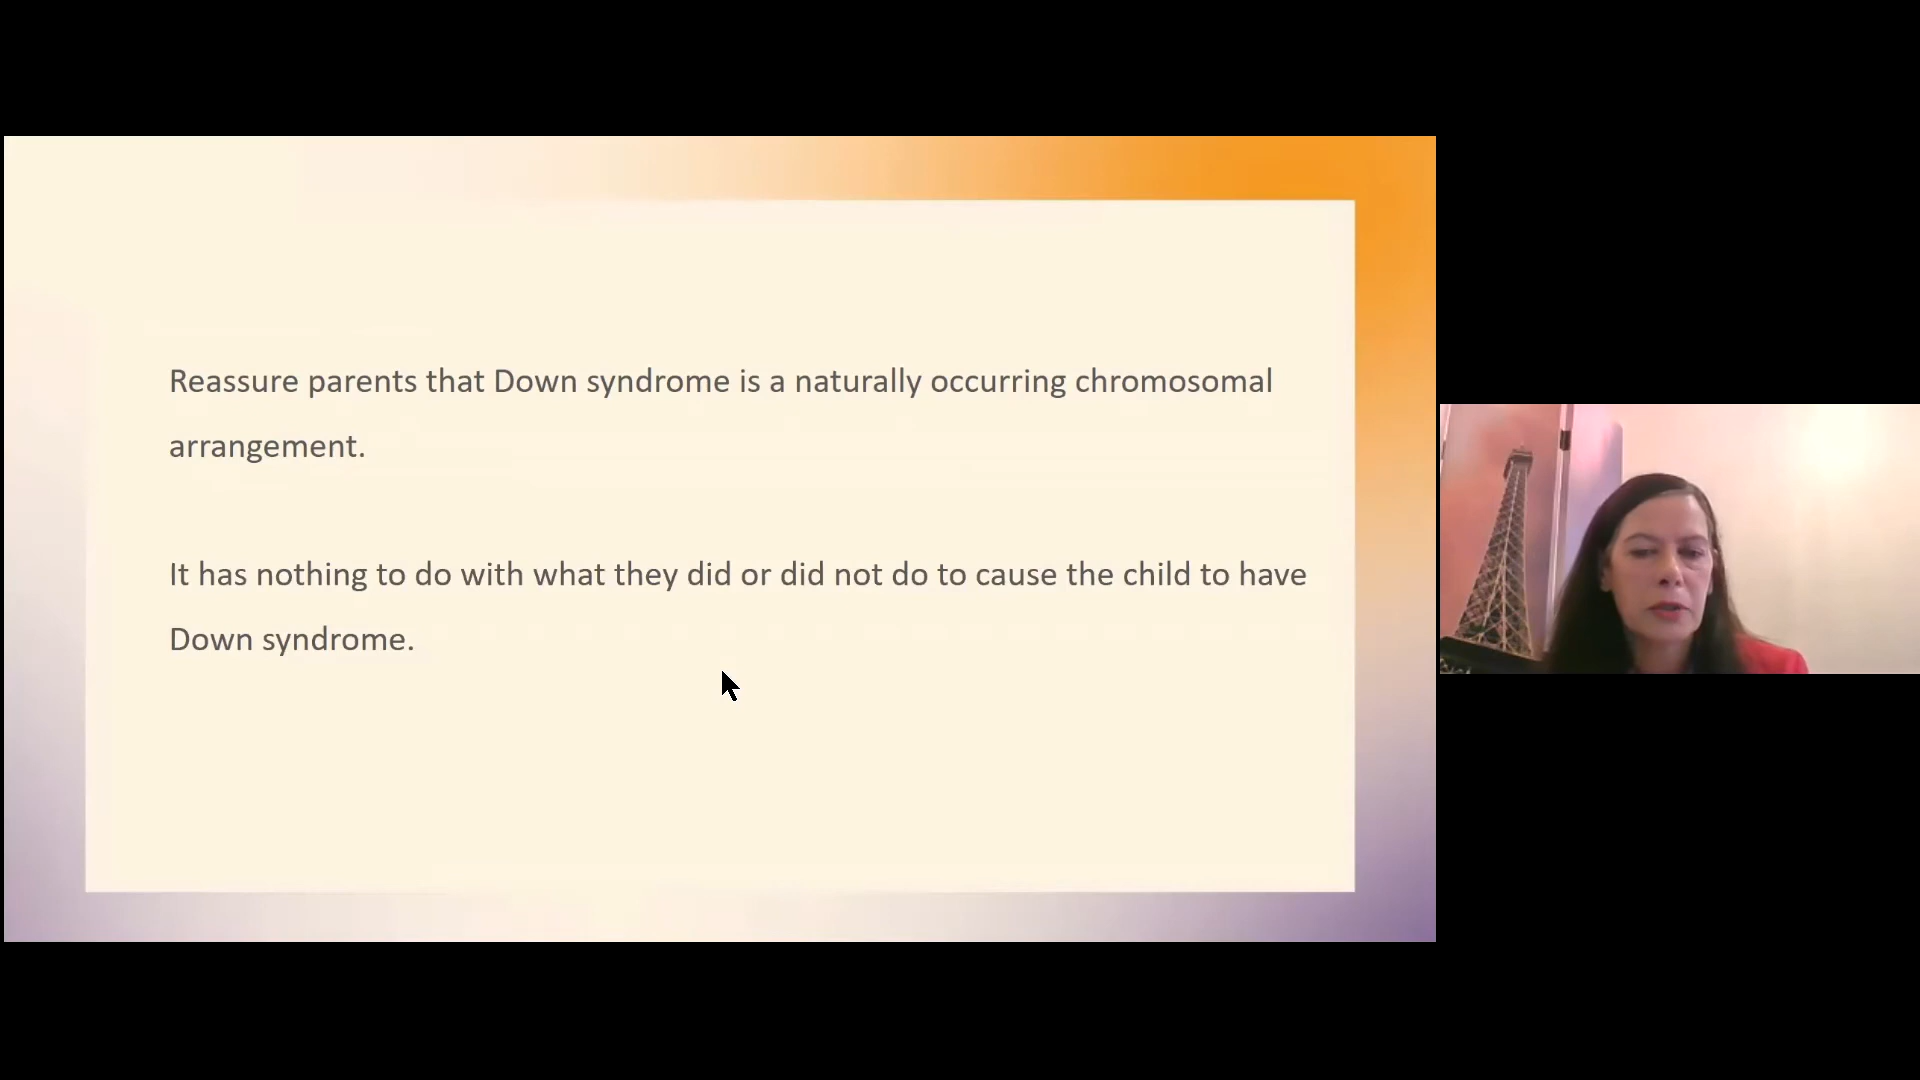 Reassure parents that Down syndrome is a naturally occurring chromosomal
arrangement.
It has nothing to do with what they did or did not do to cause the child to have
Down syndrome.